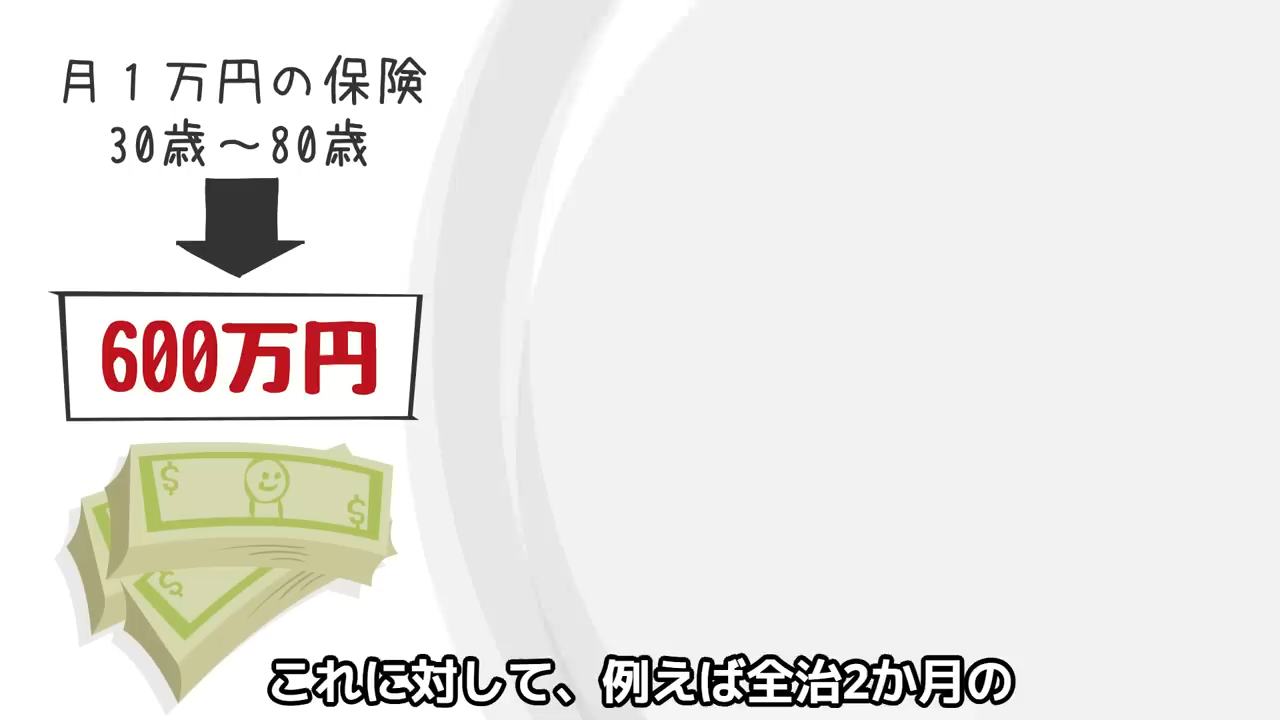 月１万円の保険
30歳～80歳
600万円
$
$
$
これに対して、例えば全治2か月の